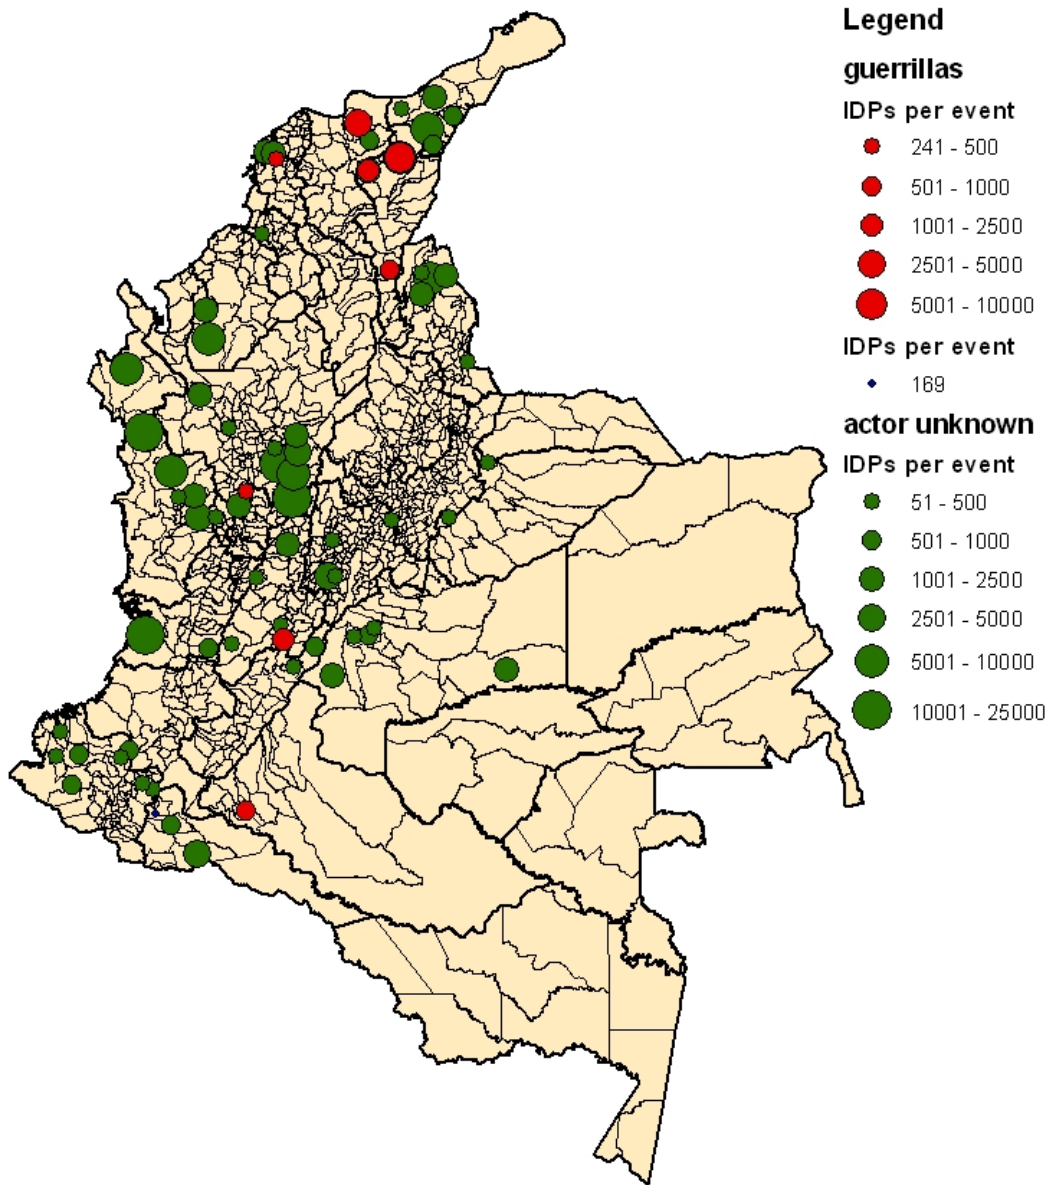 Legend
guerrillas
IDPs per event
241 - 500
501 - 1000
1001 - 2500
2501 - 5000
5001 - 10000
IDPs per event
169
actor unknown
IDPs per event
51 - 500
501 - 1000
1001 - 2500
2501 - 5000
5001 - 10000
10001 - 25000